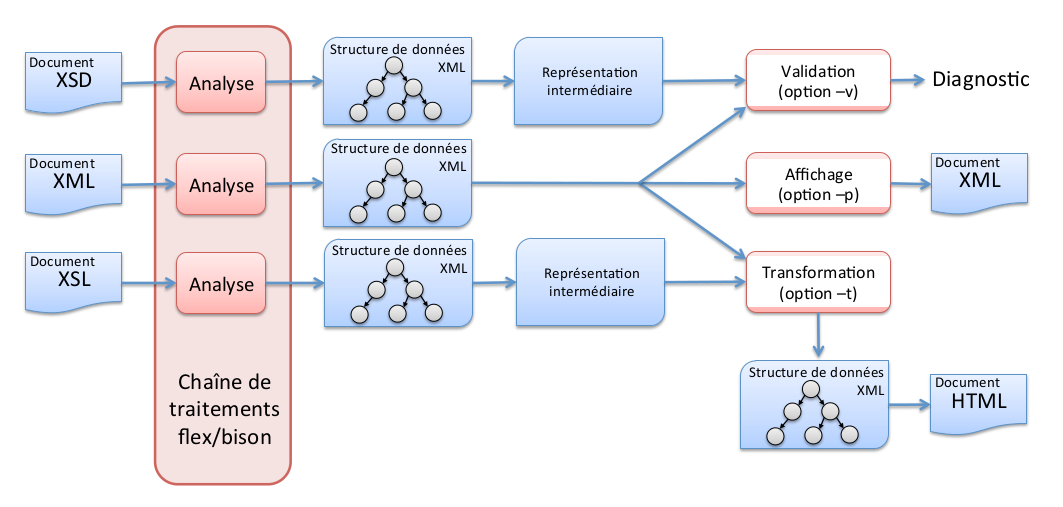 Document
XSD
Analyse
Structure de données
XML
Représentation
intermédiaire
Validation
(option –v)
Diagnostic
Document
XML
Analyse
Structure de données
XML
Affichage
(option –p)
Document
XML
Document
XSL
Analyse
Structure de données
XML
Représentation
intermédiaire
Transformation
(option –t)
Chaîne de
traitements
flex/bison
Structure de données
XML
Document
HTML